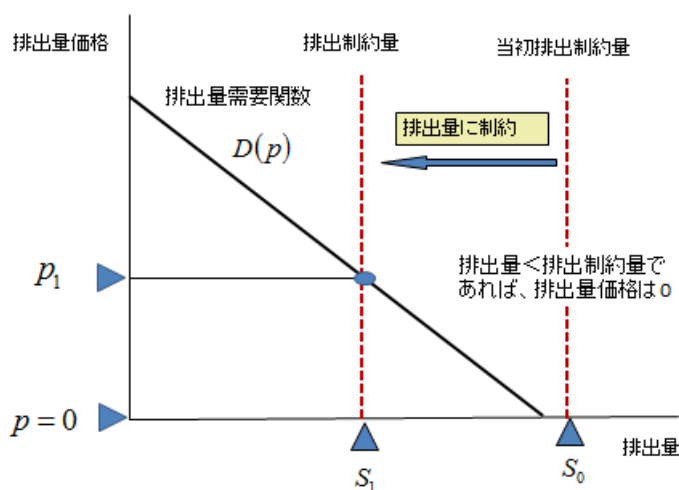 排出量価格
排出制約量
当初排出制約量
排出量需要関数
排出量に制約
D(p)
排出量＜排出制約量で
あれば、排出量価格は0
p₁
p = 0
排出量
S₁
S₀